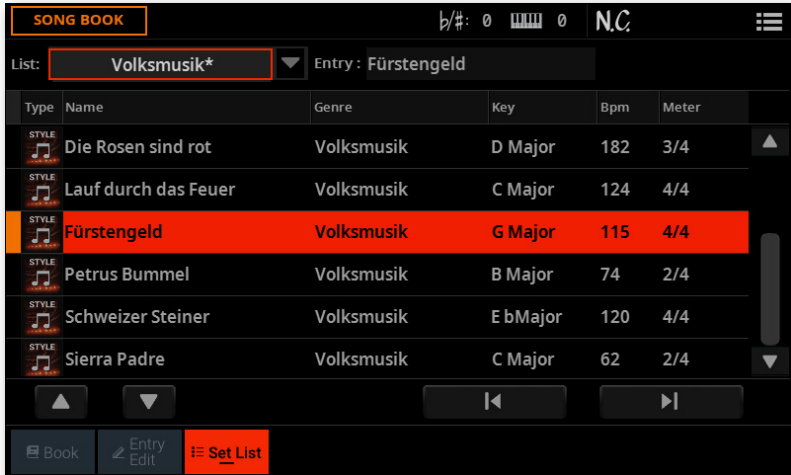 SONG BOOK ♭/#: 0 0 N.C.
List: Volksmusik* Entry : Fürstengeld
Type Name Genre Key Bpm Meter
STYLE Die Rosen sind rot Volksmusik D Major 182 3/4
STYLE Lauf durch das Feuer Volksmusik C Major 124 4/4
STYLE Fürstengeld Volksmusik G Major 115 4/4
STYLE Petrus Bummel Volksmusik B Major 74 2/4
STYLE Schweizer Steiner Volksmusik E bMajor 120 4/4
STYLE Sierra Padre Volksmusik C Major 62 2/4
Book Entry Edit Set List